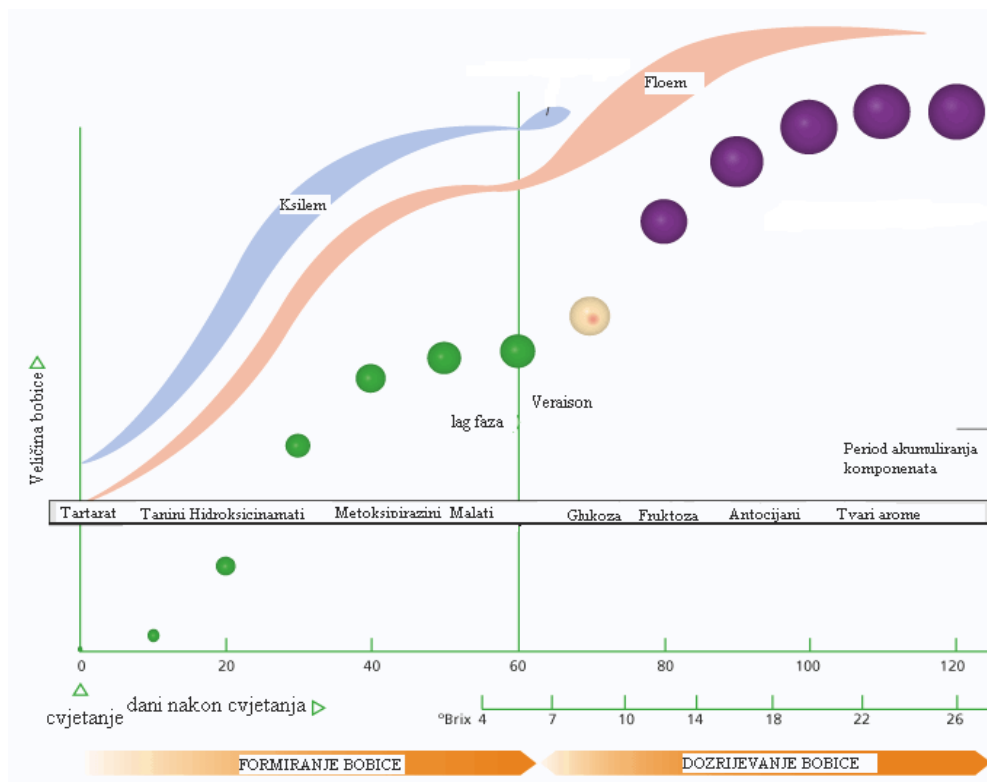 Floem
Ksilem
Veličina bobice
Veraison
lag faza
Period akumuliranja
komponenata
Tartarat Tanini Hidroksicinamati Metoksipirazini Malati Glukoza Fruktoza Antocijani Tvari arome
0 20 40 60 80 100 120
cvjetanje
dani nakon cvjetanja
°Brix 4 7 10 14 18 22 26
FORMIRANJE BOBICE DOZRIJEVANJE BOBICE